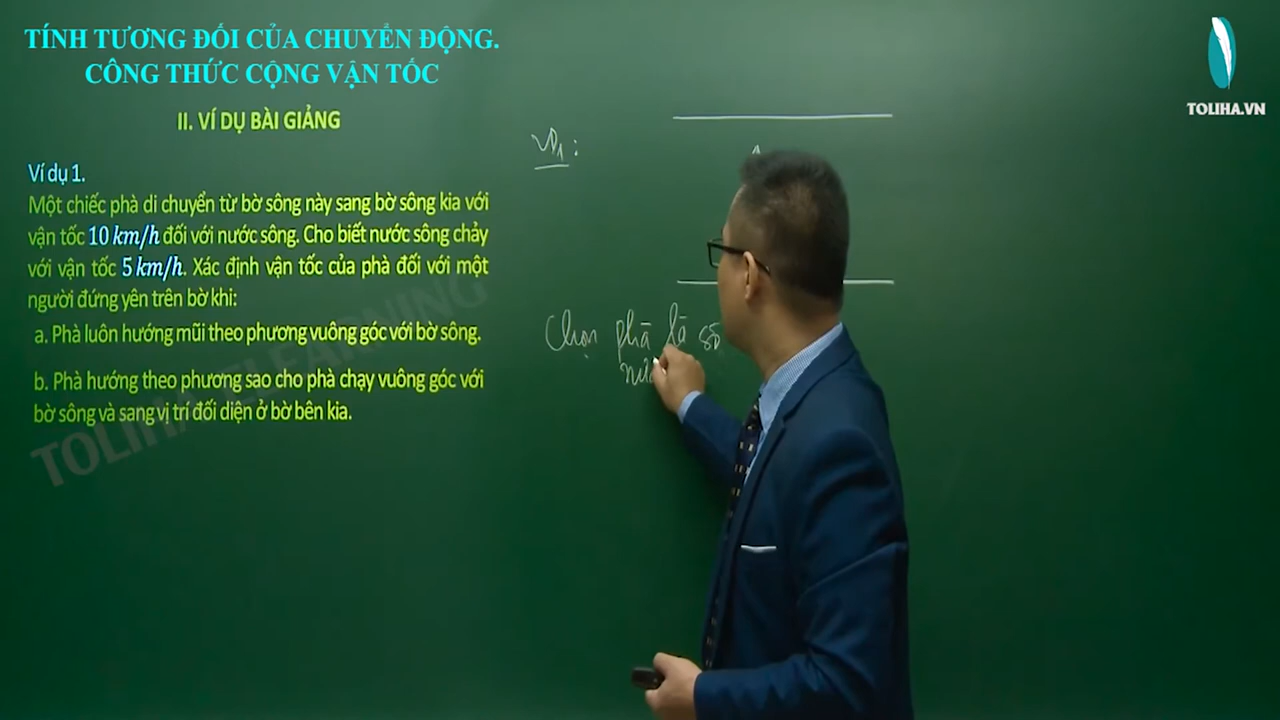 TÍNH TƯƠNG ĐỐI CỦA CHUYỂN ĐỘNG.
CÔNG THỨC CỘNG VẬN TỐC
TOLIHA.VN
II. VÍ DỤ BÀI GIẢNG
VD1:
Ví dụ 1.
Một chiếc phà di chuyển từ bờ sông này sang bờ sông kia với
vận tốc 10 km/h đối với nước sông. Cho biết nước sông chảy
với vận tốc 5 km/h. Xác định vận tốc của phà đối với một
người đứng yên trên bờ khi:
a. Phà luôn hướng mũi theo phương vuông góc với bờ sông.
b. Phà hướng theo phương sao cho phà chạy vuông góc với
bờ sông và sang vị trí đối diện ở bờ bên kia.
Chọn phà là số
TOLIHA ELEARNING